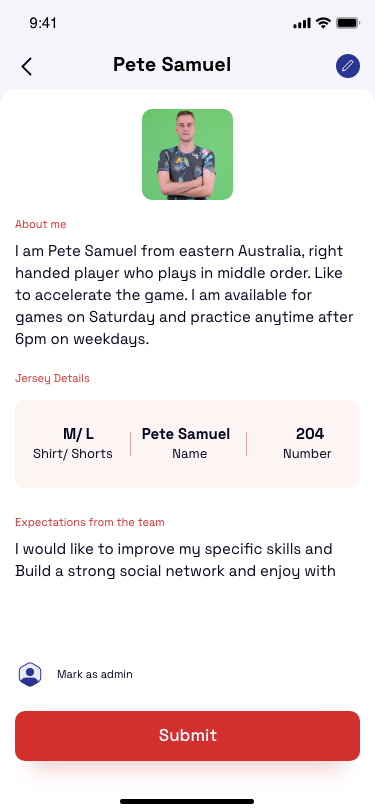 9:41
Pete Samuel
About me
I am Pete Samuel from eastern Australia, right
handed player who plays in middle order. Like
to accelerate the game. I am available for
games on Saturday and practice anytime after
6pm on weekdays.
Jersey Details
M/ L
Shirt/ Shorts
Pete Samuel
Name
204
Number
Expectations from the team
I would like to improve my specific skills and
Build a strong social network and enjoy with
Mark as admin
Submit